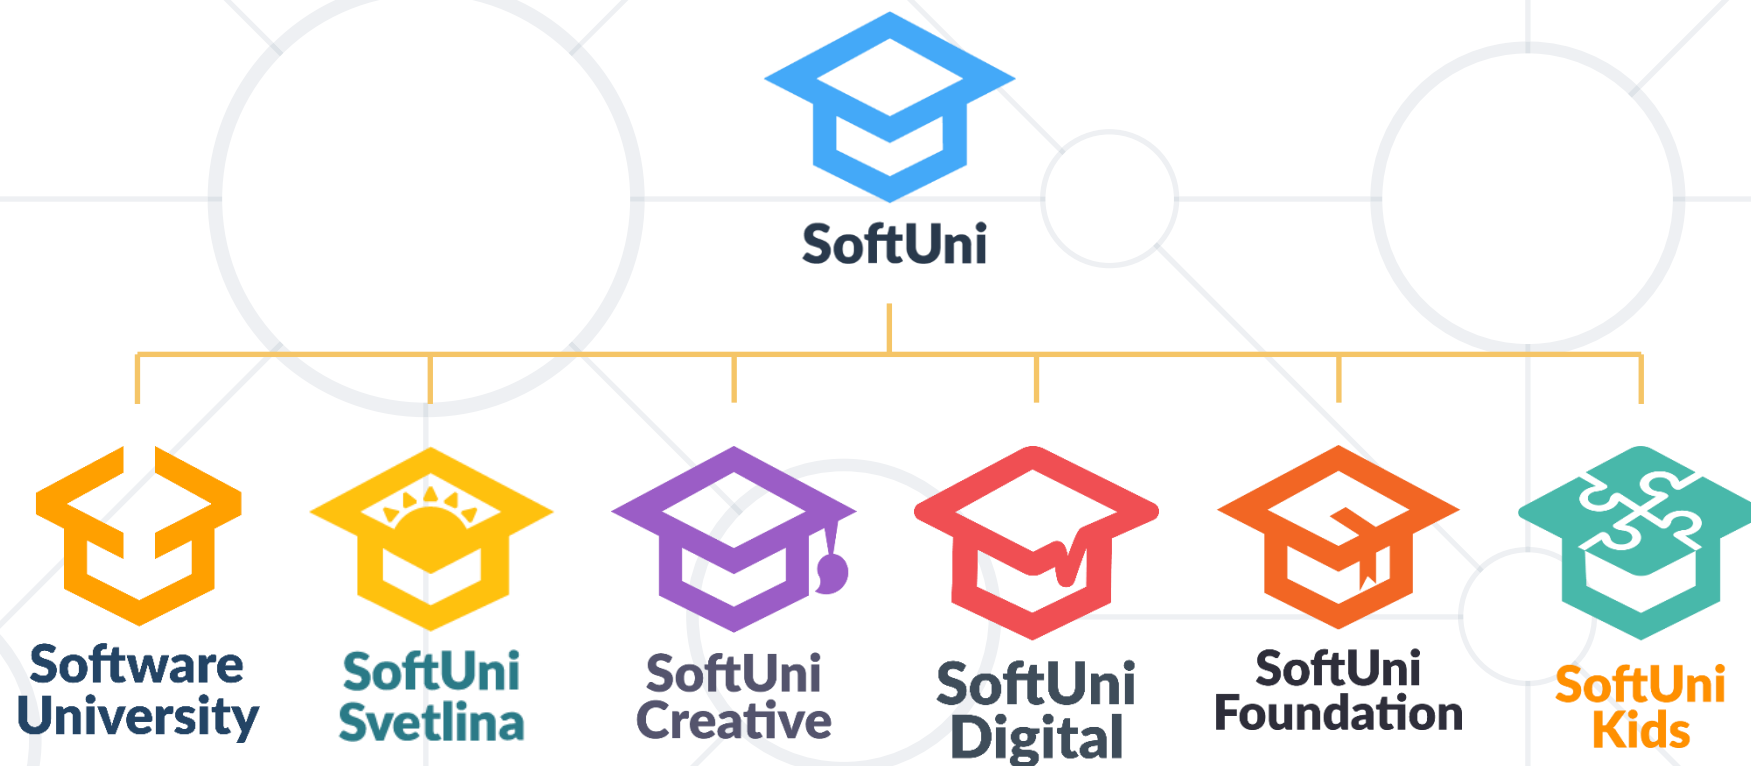 SoftUni
Software
University
SoftUni
Svetlina
SoftUni
Creative
SoftUni
Digital
SoftUni
Foundation
SoftUni
Kids